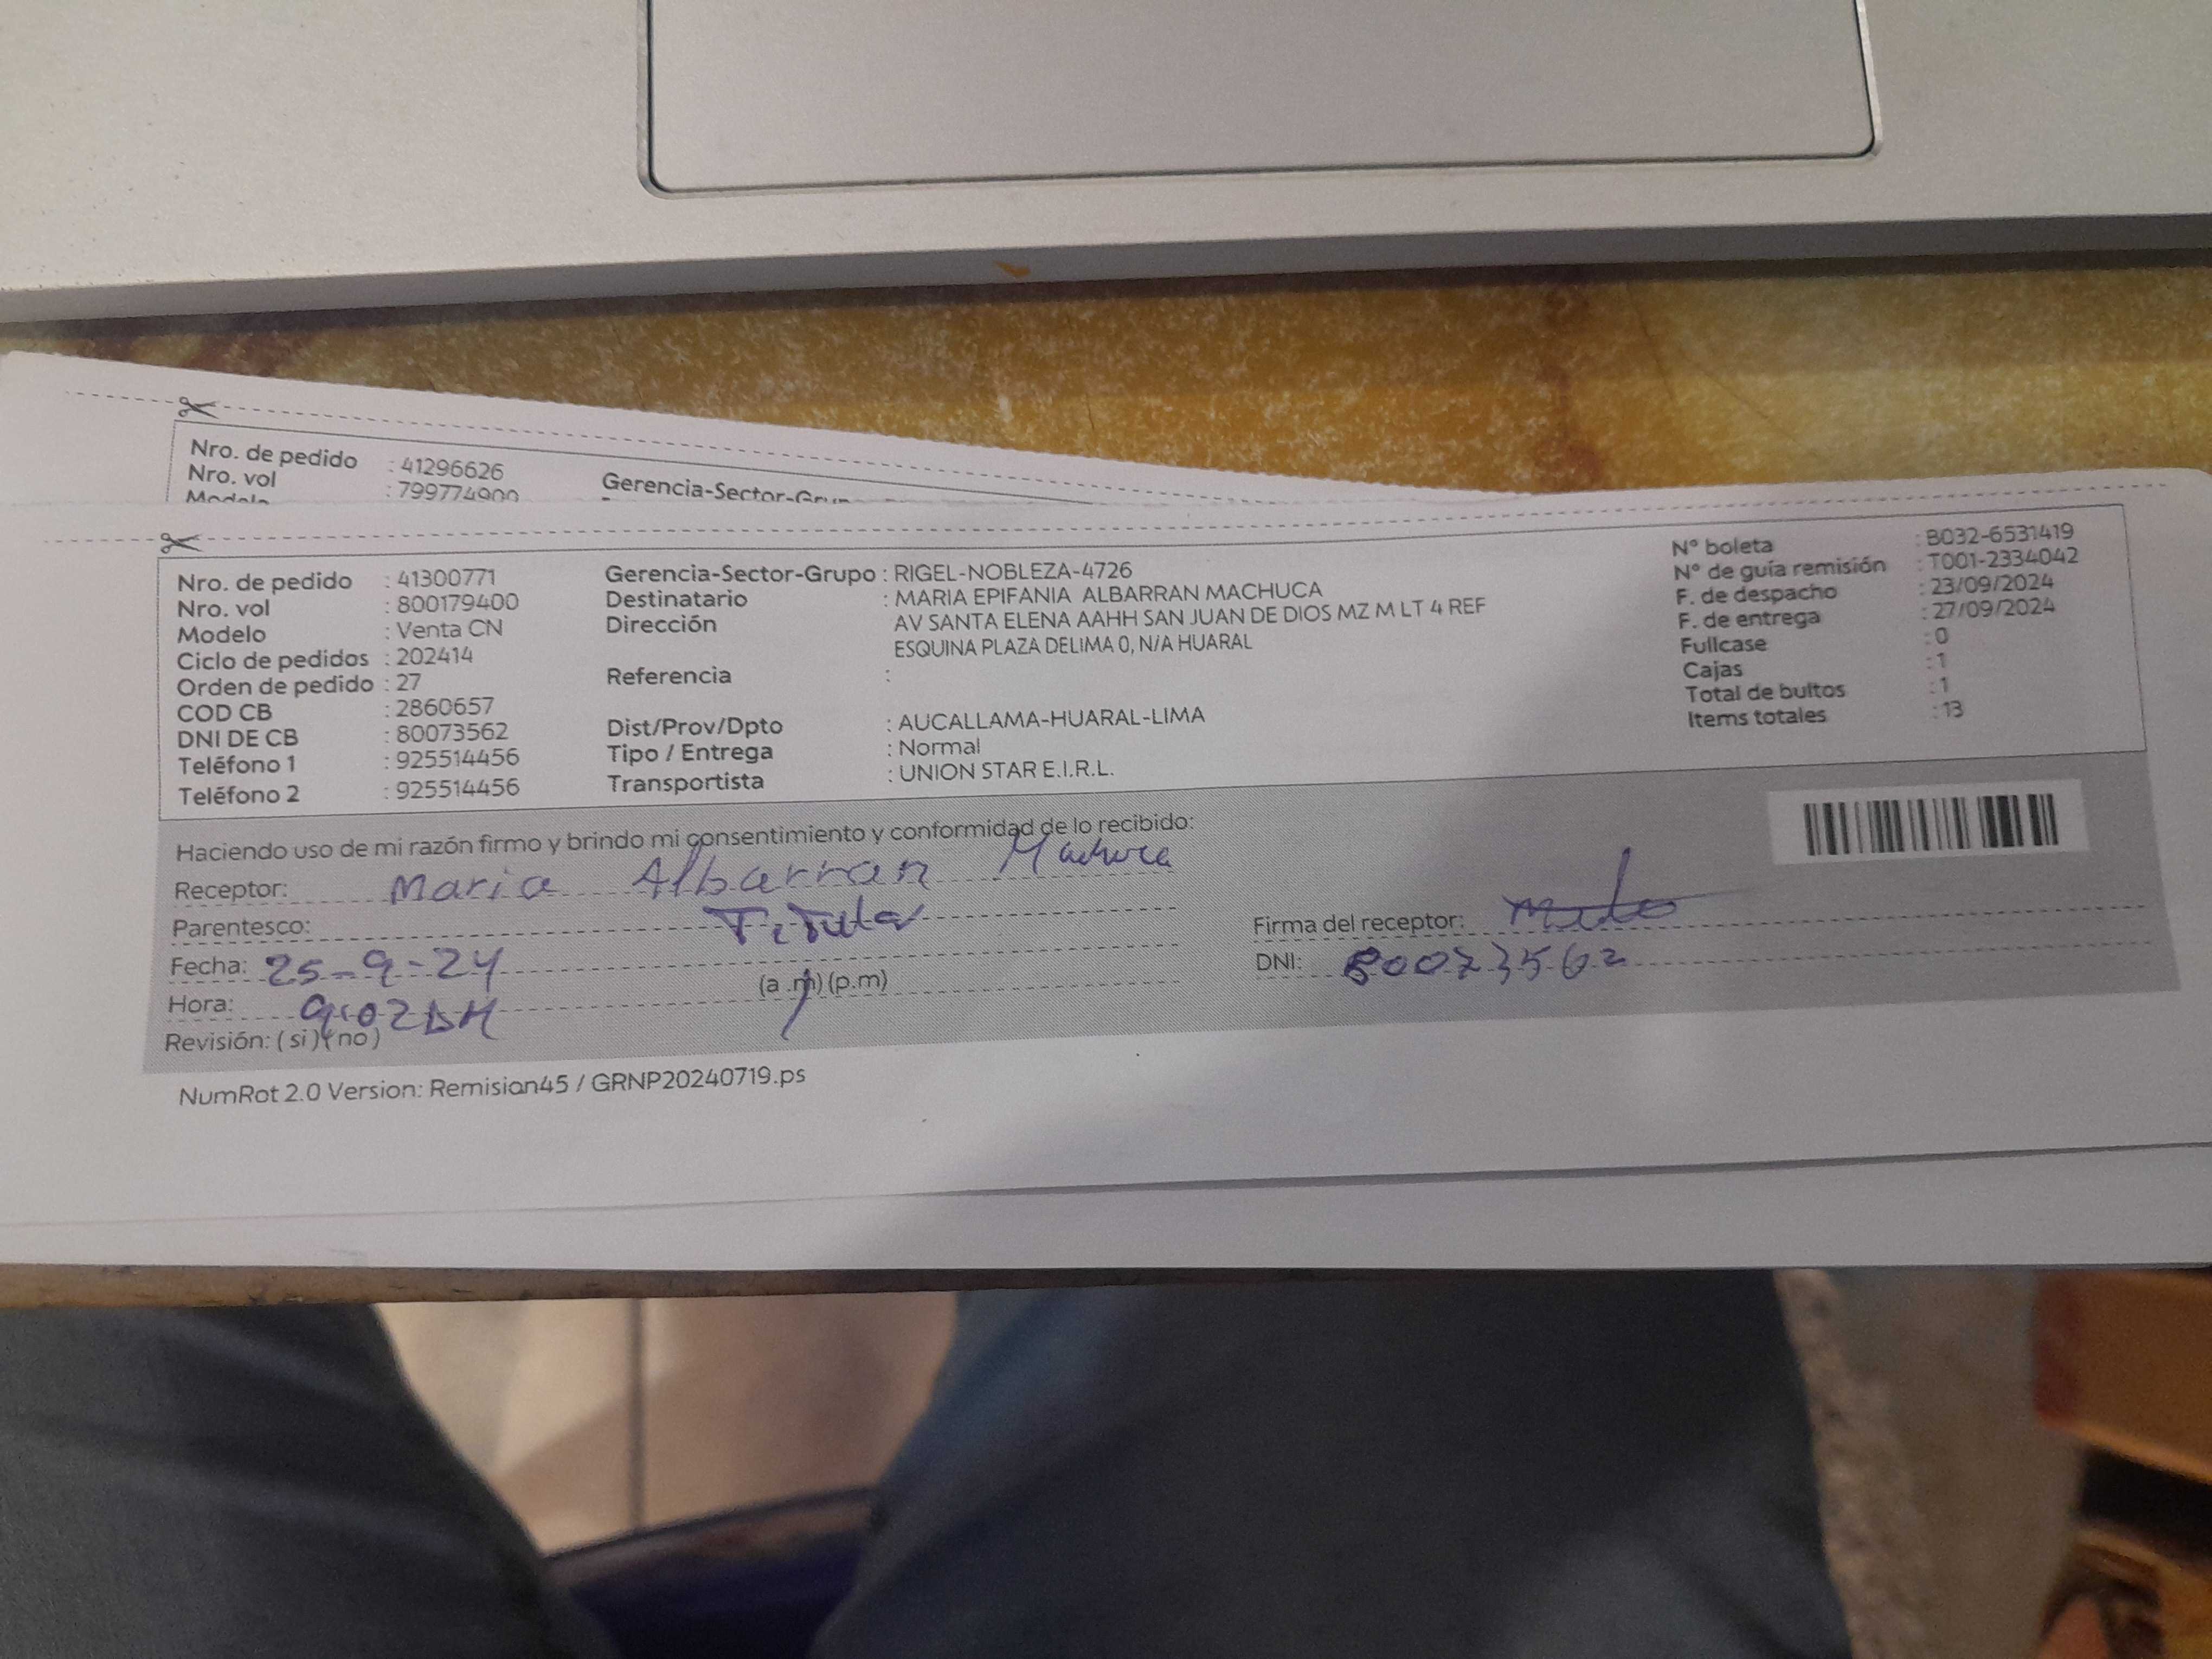 Nro. de pedido : 41296626
Nro. vol : 799774900 Gerencia-Sector-Grupo
Modelo
Nro. de pedido : 41300771 Gerencia-Sector-Grupo : RIGEL-NOBLEZA-4726 N° boleta : B032-6531419
Nro. vol : 800179400 Destinatario : MARIA EPIFANIA ALBARRAN MACHUCA N° de guía remisión : T001-2334042
Modelo : Venta CN Dirección AV SANTA ELENA AAHH SAN JUAN DE DIOS MZ M LT 4 REF F. de despacho : 23/09/2024
Ciclo de pedidos : 202414 ESQUINA PLAZA DELIMA 0, N/A HUARAL F. de entrega : 27/09/2024
Orden de pedido : 27 Referencia : Fullcase : 0
COD CB : 2860657 Cajas : 1
DNI DE CB : 80073562 Dist/Prov/Dpto : AUCALLAMA-HUARAL-LIMA Total de bultos : 1
Teléfono 1 : 925514456 Tipo / Entrega : Normal Items totales : 13
Teléfono 2 : 925514456 Transportista : UNION STAR E.I.R.L.
Haciendo uso de mi razón firmo y brindo mi consentimiento y conformidad de lo recibido:
Receptor: Maria Albarran Machuca
Parentesco: Titular Firma del receptor:
Fecha: 25-9-24 DNI: 80073562
Hora: 9:02 AM (a .m) (p.m)
Revisión: ( si ) ( no )
NumRot 2.0 Version: Remision45 / GRNP20240719.ps